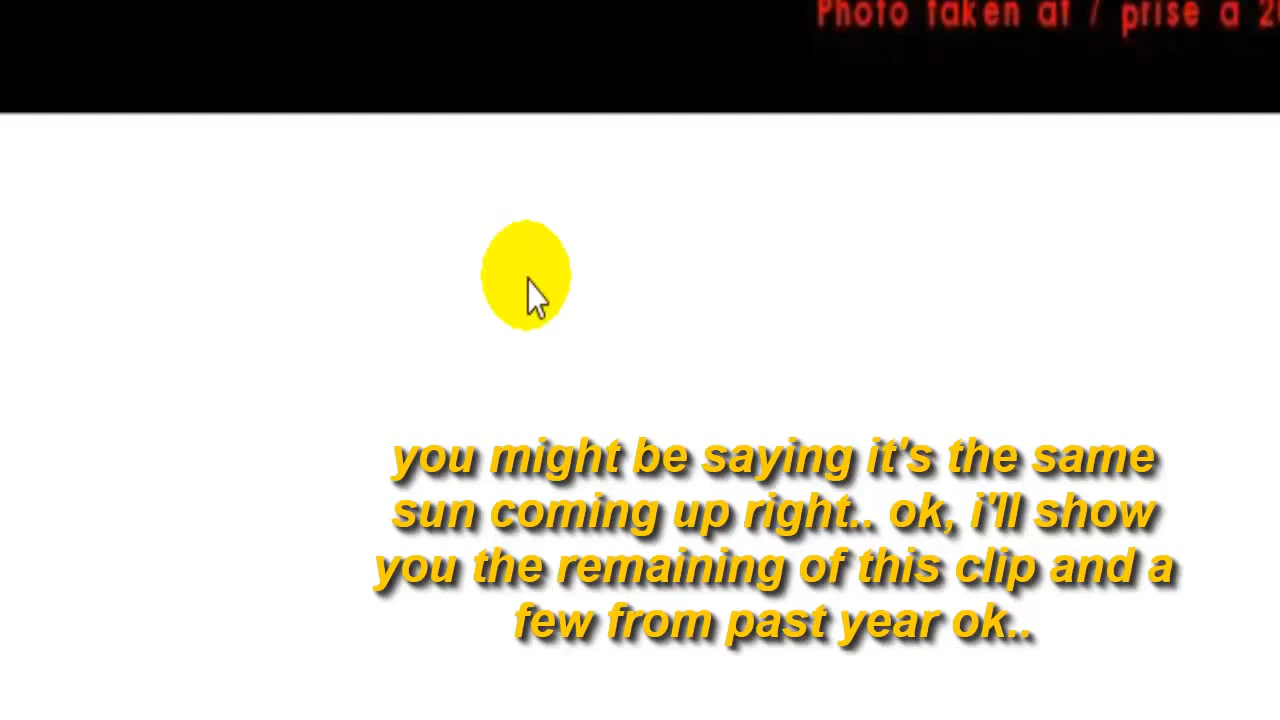 Photo taken at / prise a 2
you might be saying it's the same
sun coming up right.. ok, i'll show
you the remaining of this clip and a
few from past year ok..